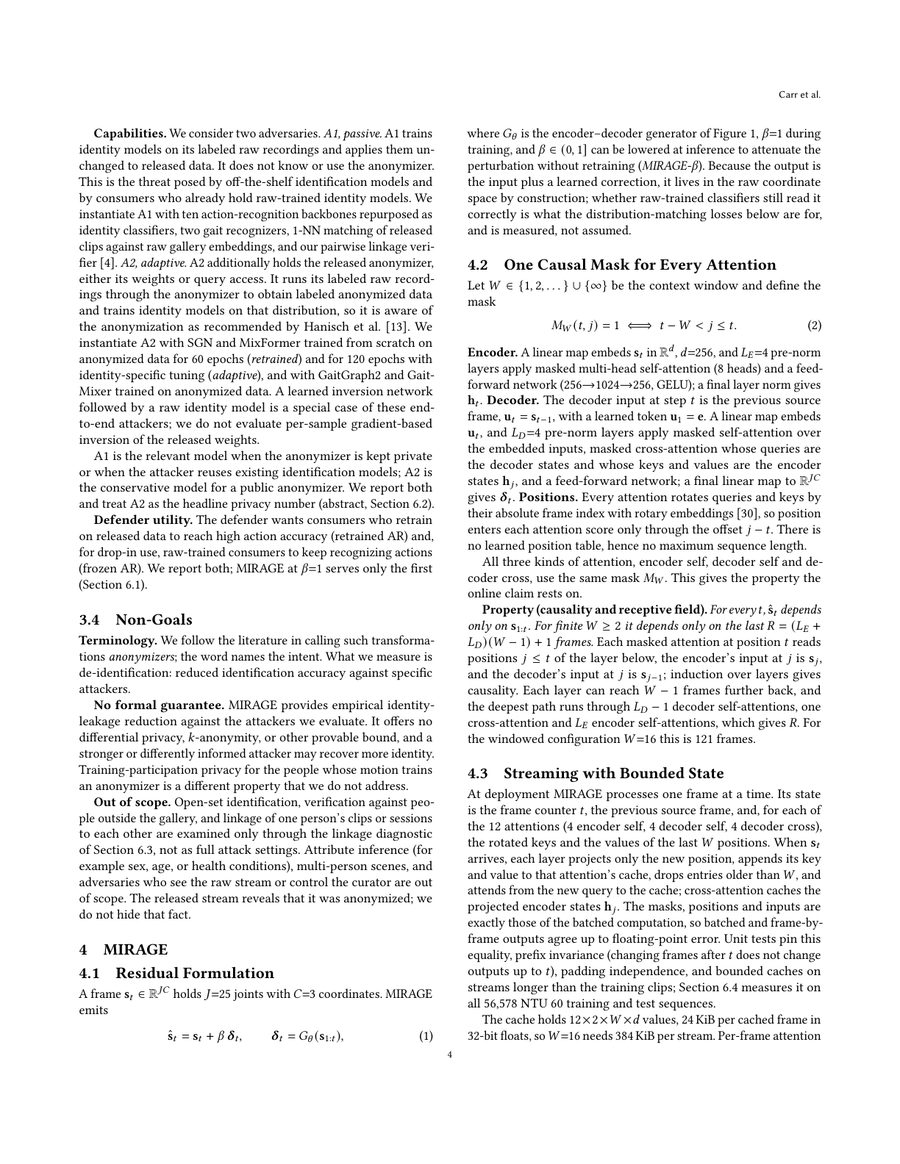 Carr et al.
Capabilities. We consider two adversaries. A1, passive. A1 trains
identity models on its labeled raw recordings and applies them un-
changed to released data. It does not know or use the anonymizer.
This is the threat posed by off-the-shelf identification models and
by consumers who already hold raw-trained identity models. We
instantiate A1 with ten action-recognition backbones repurposed as
identity classifiers, two gait recognizers, 1-NN matching of released
clips against raw gallery embeddings, and our pairwise linkage veri-
fier [4]. A2, adaptive. A2 additionally holds the released anonymizer,
either its weights or query access. It runs its labeled raw record-
ings through the anonymizer to obtain labeled anonymized data
and trains identity models on that distribution, so it is aware of
the anonymization as recommended by Hanisch et al. [13]. We
instantiate A2 with SGN and MixFormer trained from scratch on
anonymized data for 60 epochs (retrained) and for 120 epochs with
identity-specific tuning (adaptive), and with GaitGraph2 and Gait-
Mixer trained on anonymized data. A learned inversion network
followed by a raw identity model is a special case of these end-
to-end attackers; we do not evaluate per-sample gradient-based
inversion of the released weights.
A1 is the relevant model when the anonymizer is kept private
or when the attacker reuses existing identification models; A2 is
the conservative model for a public anonymizer. We report both
and treat A2 as the headline privacy number (abstract, Section 6.2).
Defender utility. The defender wants consumers who retrain
on released data to reach high action accuracy (retrained AR) and,
for drop-in use, raw-trained consumers to keep recognizing actions
(frozen AR). We report both; MIRAGE at β=1 serves only the first
(Section 6.1).
3.4 Non-Goals
Terminology. We follow the literature in calling such transforma-
tions anonymizers; the word names the intent. What we measure is
de-identification: reduced identification accuracy against specific
attackers.
No formal guarantee. MIRAGE provides empirical identity-
leakage reduction against the attackers we evaluate. It offers no
differential privacy, k-anonymity, or other provable bound, and a
stronger or differently informed attacker may recover more identity.
Training-participation privacy for the people whose motion trains
an anonymizer is a different property that we do not address.
Out of scope. Open-set identification, verification against peo-
ple outside the gallery, and linkage of one person's clips or sessions
to each other are examined only through the linkage diagnostic
of Section 6.3, not as full attack settings. Attribute inference (for
example sex, age, or health conditions), multi-person scenes, and
adversaries who see the raw stream or control the curator are out
of scope. The released stream reveals that it was anonymized; we
do not hide that fact.
4 MIRAGE
4.1 Residual Formulation
A frame s_t ∈ ℝ^{JC} holds J=25 joints with C=3 coordinates. MIRAGE
emits
ŝ_t = s_t + β δ_t, δ_t = G_θ(s_{1:t}), (1)
where G_θ is the encoder–decoder generator of Figure 1, β=1 during
training, and β ∈ (0, 1] can be lowered at inference to attenuate the
perturbation without retraining (MIRAGE-β). Because the output is
the input plus a learned correction, it lives in the raw coordinate
space by construction; whether raw-trained classifiers still read it
correctly is what the distribution-matching losses below are for,
and is measured, not assumed.
4.2 One Causal Mask for Every Attention
Let W ∈ {1, 2, . . . } ∪ {∞} be the context window and define the
mask
M_W(t, j) = 1 ⟺ t − W < j ≤ t. (2)
Encoder. A linear map embeds s_t in ℝ^d, d=256, and L_E=4 pre-norm
layers apply masked multi-head self-attention (8 heads) and a feed-
forward network (256→1024→256, GELU); a final layer norm gives
h_t. Decoder. The decoder input at step t is the previous source
frame, u_t = s_{t−1}, with a learned token u_1 = e. A linear map embeds
u_t, and L_D=4 pre-norm layers apply masked self-attention over
the embedded inputs, masked cross-attention whose queries are
the decoder states and whose keys and values are the encoder
states h_j, and a feed-forward network; a final linear map to ℝ^{JC}
gives δ_t. Positions. Every attention rotates queries and keys by
their absolute frame index with rotary embeddings [30], so position
enters each attention score only through the offset j − t. There is
no learned position table, hence no maximum sequence length.
All three kinds of attention, encoder self, decoder self and de-
coder cross, use the same mask M_W. This gives the property the
online claim rests on.
Property (causality and receptive field). For every t, ŝ_t depends
only on s_{1:t}. For finite W ≥ 2 it depends only on the last R = (L_E +
L_D)(W − 1) + 1 frames. Each masked attention at position t reads
positions j ≤ t of the layer below, the encoder's input at j is s_j,
and the decoder's input at j is s_{j−1}; induction over layers gives
causality. Each layer can reach W − 1 frames further back, and
the deepest path runs through L_D − 1 decoder self-attentions, one
cross-attention and L_E encoder self-attentions, which gives R. For
the windowed configuration W=16 this is 121 frames.
4.3 Streaming with Bounded State
At deployment MIRAGE processes one frame at a time. Its state
is the frame counter t, the previous source frame, and, for each of
the 12 attentions (4 encoder self, 4 decoder self, 4 decoder cross),
the rotated keys and the values of the last W positions. When s_t
arrives, each layer projects only the new position, appends its key
and value to that attention's cache, drops entries older than W, and
attends from the new query to the cache; cross-attention caches the
projected encoder states h_j. The masks, positions and inputs are
exactly those of the batched computation, so batched and frame-by-
frame outputs agree up to floating-point error. Unit tests pin this
equality, prefix invariance (changing frames after t does not change
outputs up to t), padding independence, and bounded caches on
streams longer than the training clips; Section 6.4 measures it on
all 56,578 NTU 60 training and test sequences.
The cache holds 12×2×W×d values, 24 KiB per cached frame in
32-bit floats, so W=16 needs 384 KiB per stream. Per-frame attention
4